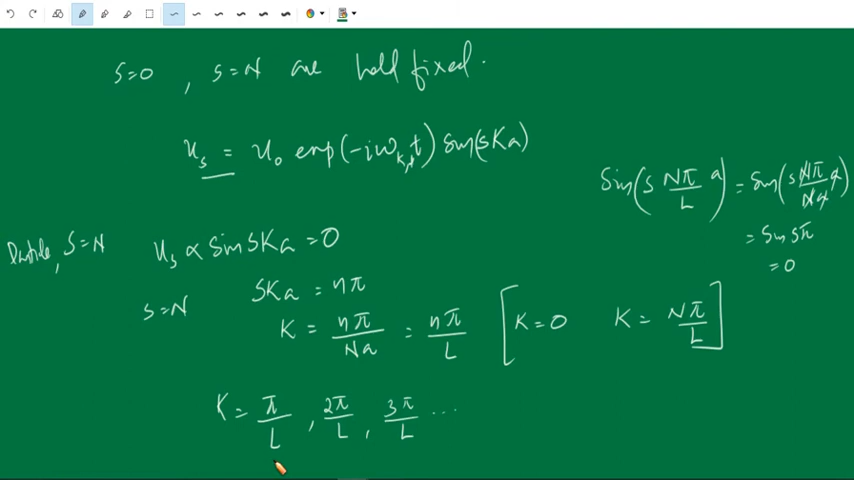 s=0 , s=N are held fixed.
u_s = u_0 exp(-iω_{k,p}t) sin(sKa)
sin(s Nπ/L a) = sin(s Nπ/Na a)
= sin sπ
= 0
s=N u_s ∝ sin sKa = 0
s=N sKa = nπ
K = nπ/Na = nπ/L [K=0 K = Nπ/L]
K = π/L , 2π/L , 3π/L ...